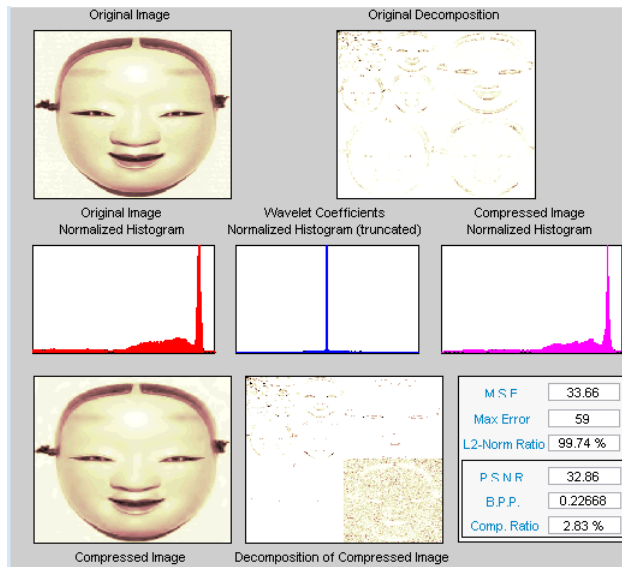 Original Image
Original Decomposition
Original Image
Normalized Histogram
Wavelet Coefficients
Normalized Histogram (truncated)
Compressed Image
Normalized Histogram
M.S.E. 33.66
Max Error 59
L2-Norm Ratio 99.74 %
P.S.N.R. 32.86
B.P.P. 0.22668
Comp. Ratio 2.83 %
Compressed Image
Decomposition of Compressed Image